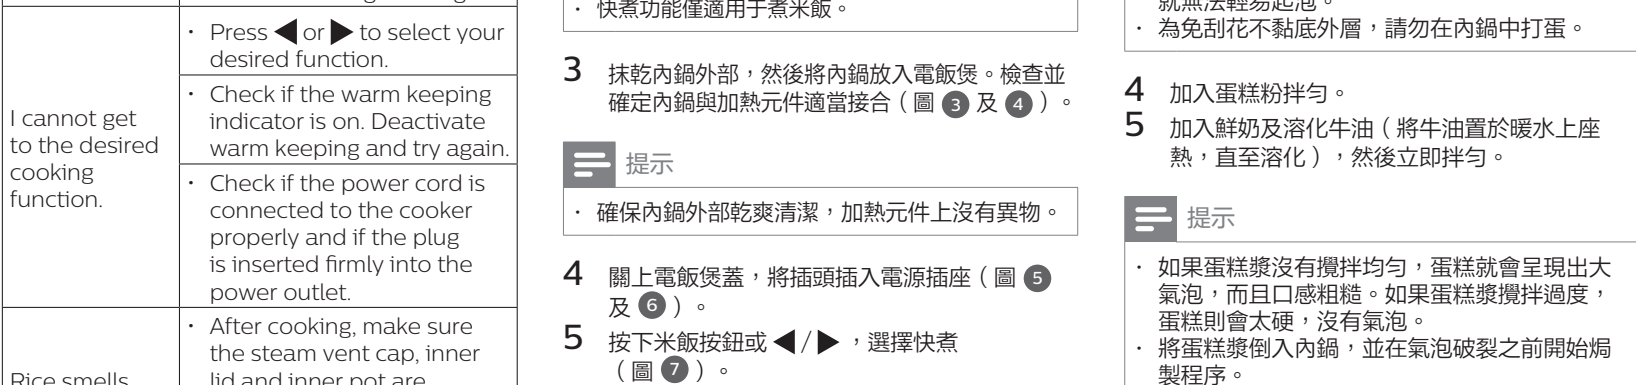 I cannot get
to the desired
cooking
function.
· Press ◀ or ▶ to select your
desired function.
· Check if the warm keeping
indicator is on. Deactivate
warm keeping and try again.
· Check if the power cord is
connected to the cooker
properly and if the plug
is inserted firmly into the
power outlet.
Rice smells
· After cooking, make sure
the steam vent cap, inner
lid and inner pot are
· 快煮功能僅適用于煮米飯。
3 抹乾內鍋外部，然後將內鍋放入電飯煲。檢查並
確定內鍋與加熱元件適當接合（圖 3 及 4）。
提示
· 確保內鍋外部乾爽清潔，加熱元件上沒有異物。
4 關上電飯煲蓋，將插頭插入電源插座（圖 5
及 6）。
5 按下米飯按鈕或 ◀/▶，選擇快煮
（圖 7）。
就無法輕易起泡。
· 為免刮花不黏底外層，請勿在內鍋中打蛋。
4 加入蛋糕粉拌勻。
5 加入鮮奶及溶化牛油（將牛油置於暖水上座
熱，直至溶化），然後立即拌勻。
提示
· 如果蛋糕漿沒有攪拌均勻，蛋糕就會呈現出大
氣泡，而且口感粗糙。如果蛋糕漿攪拌過度，
蛋糕則會太硬，沒有氣泡。
· 將蛋糕漿倒入內鍋，並在氣泡破裂之前開始焗
製程序。